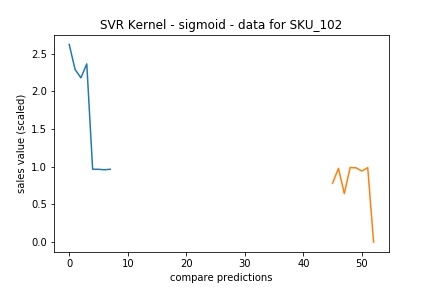 SVR Kernel - sigmoid - data for SKU_102
sales value (scaled)
2.5
2.0
1.5
1.0
0.5
0.0
0 10 20 30 40 50
compare predictions